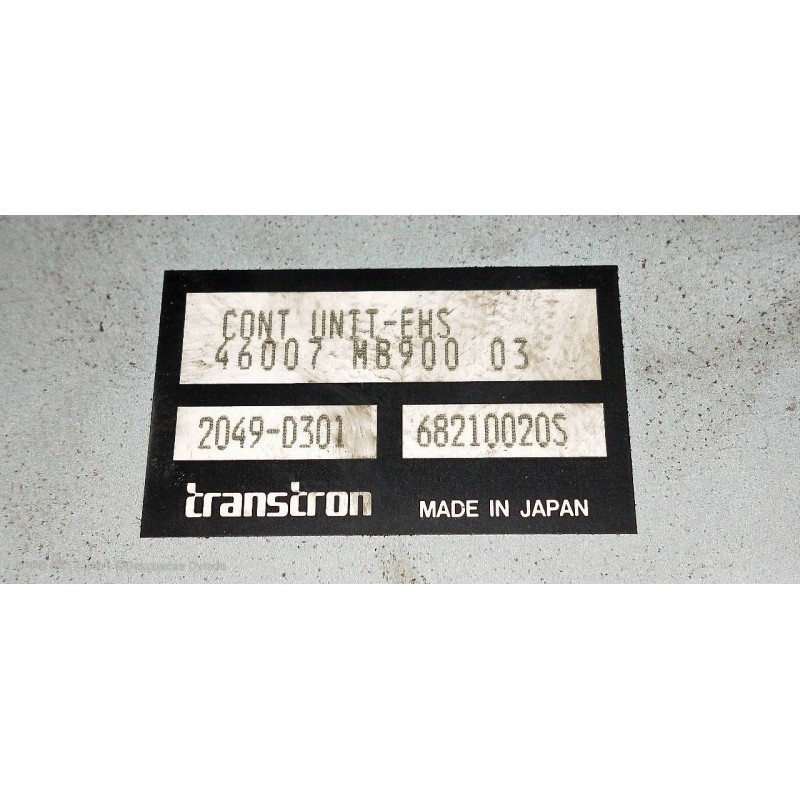 CONT UNIT-EHS
46007 MB900 03
2049-D301
68210020S
transtron
MADE IN JAPAN